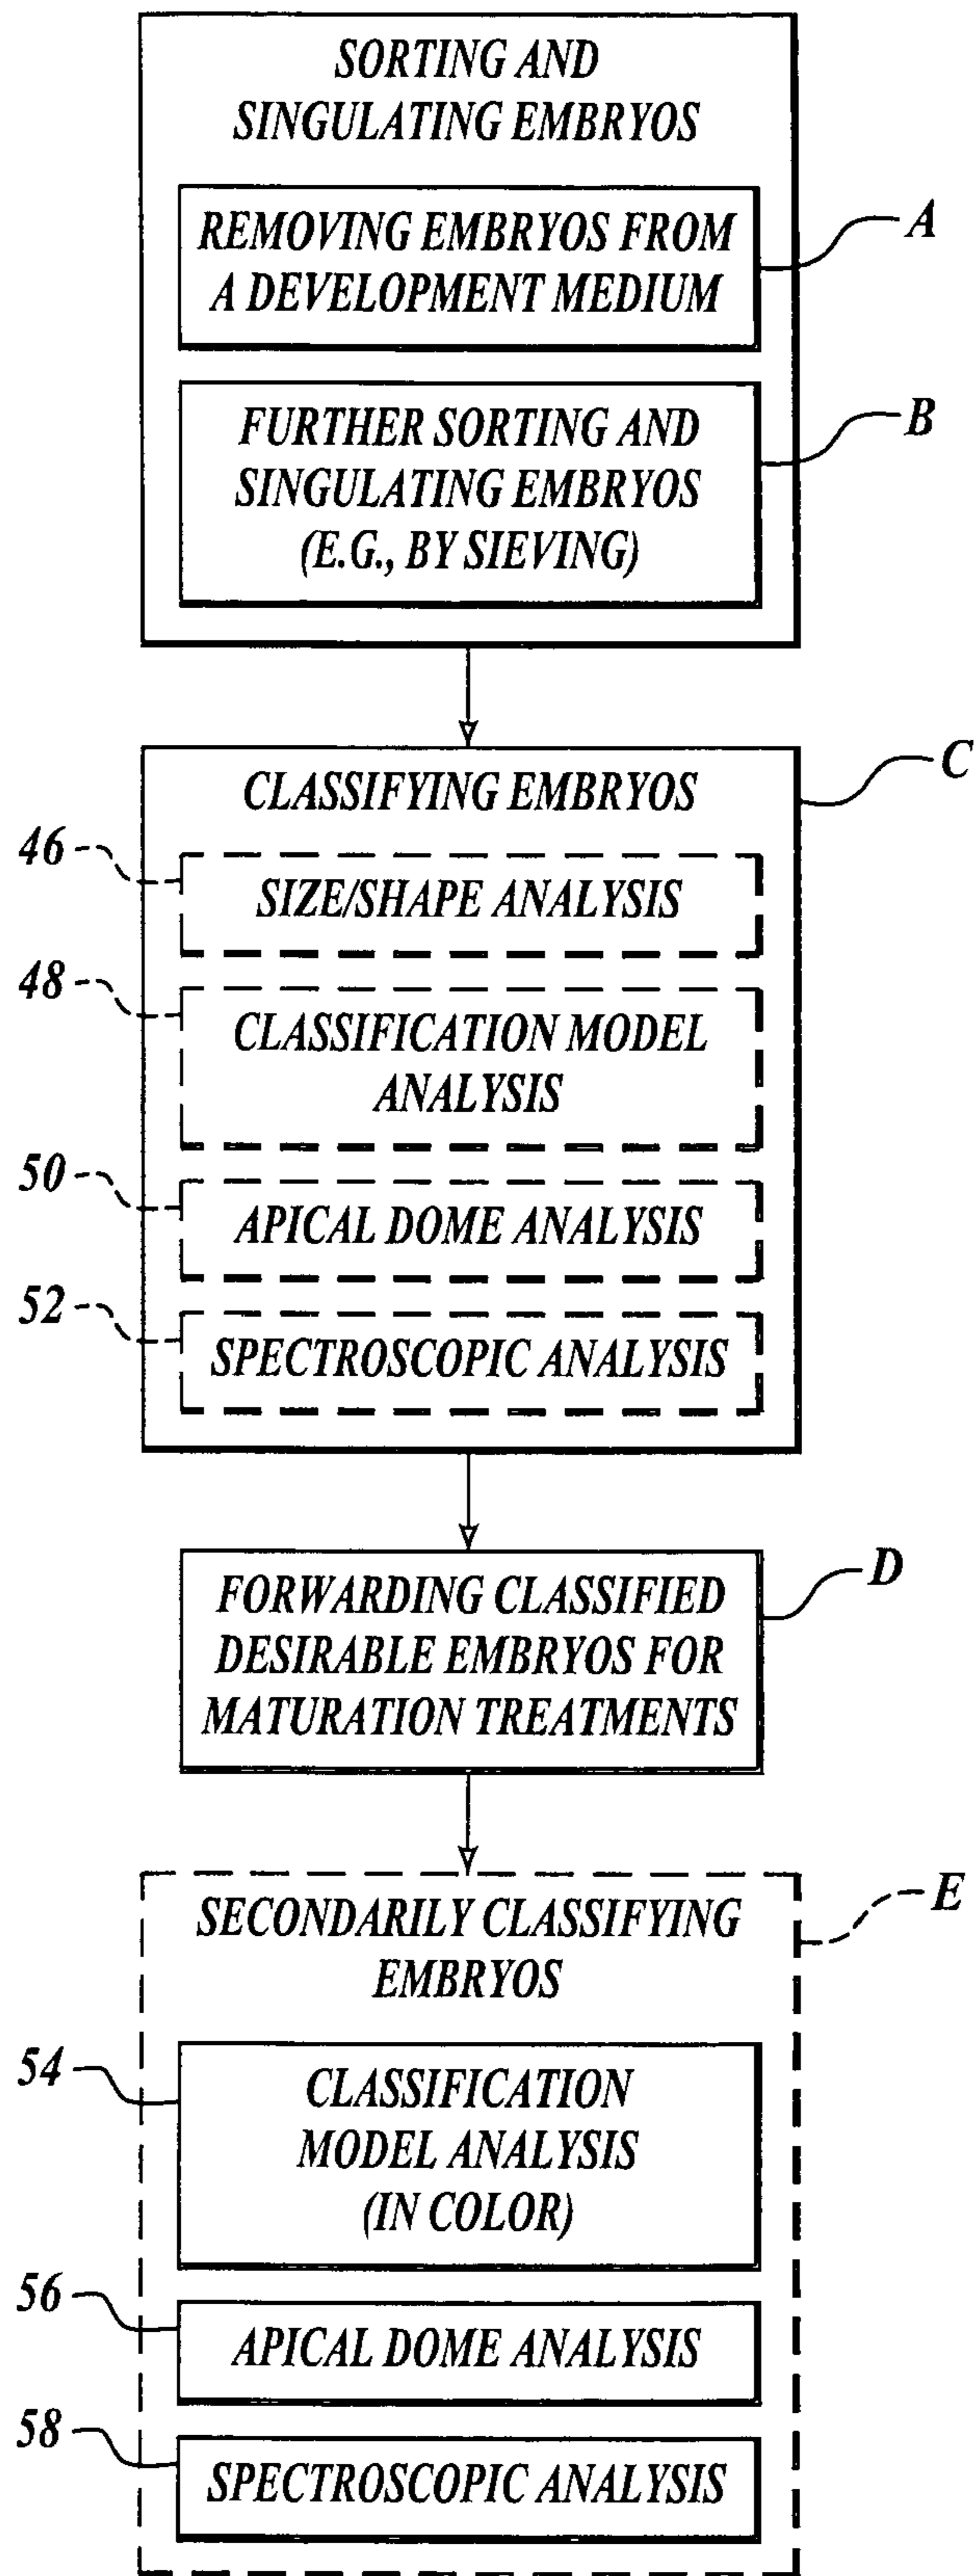 SORTING AND
SINGULATING EMBRYOS
REMOVING EMBRYOS FROM
A DEVELOPMENT MEDIUM
A
FURTHER SORTING AND
SINGULATING EMBRYOS
(E.G., BY SIEVING)
B
CLASSIFYING EMBRYOS
C
46
SIZE/SHAPE ANALYSIS
48
CLASSIFICATION MODEL
ANALYSIS
50
APICAL DOME ANALYSIS
52
SPECTROSCOPIC ANALYSIS
FORWARDING CLASSIFIED
DESIRABLE EMBRYOS FOR
MATURATION TREATMENTS
D
SECONDARILY CLASSIFYING
EMBRYOS
E
54
CLASSIFICATION
MODEL ANALYSIS
(IN COLOR)
56
APICAL DOME ANALYSIS
58
SPECTROSCOPIC ANALYSIS